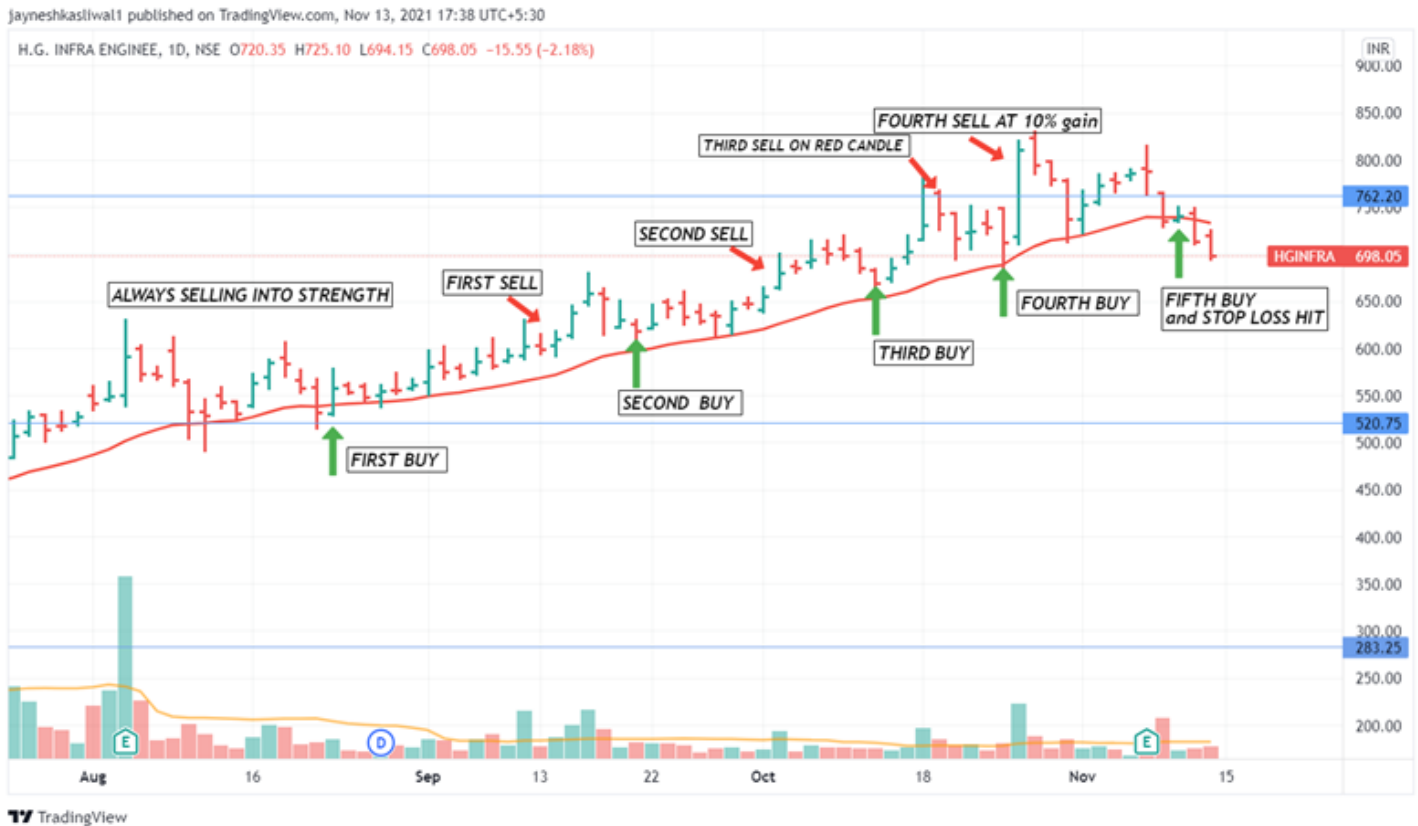 jayneshkasliwal1 published on TradingView.com, Nov 13, 2021 17:38 UTC+5:30
H.G. INFRA ENGINEE, 1D, NSE O720.35 H725.10 L694.15 C698.05 −15.55 (−2.18%)
INR
900.00
850.00
FOURTH SELL AT 10% gain
THIRD SELL ON RED CANDLE
800.00
762.20
750.00
SECOND SELL
HGINFRA 698.05
FIRST SELL
ALWAYS SELLING INTO STRENGTH
650.00
FOURTH BUY
FIFTH BUY
and STOP LOSS HIT
600.00
THIRD BUY
550.00
SECOND BUY
520.75
500.00
FIRST BUY
450.00
400.00
350.00
300.00
283.25
250.00
200.00
E
D
E
Aug 16 Sep 13 22 Oct 18 Nov 15
TradingView